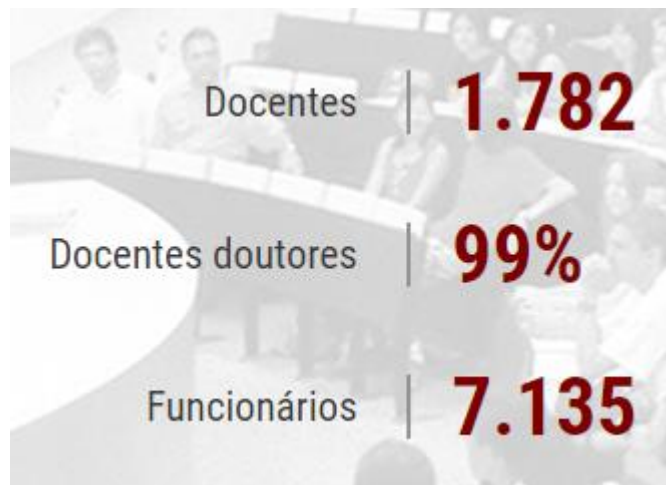 Docentes | 1.782
Docentes doutores | 99%
Funcionários | 7.135